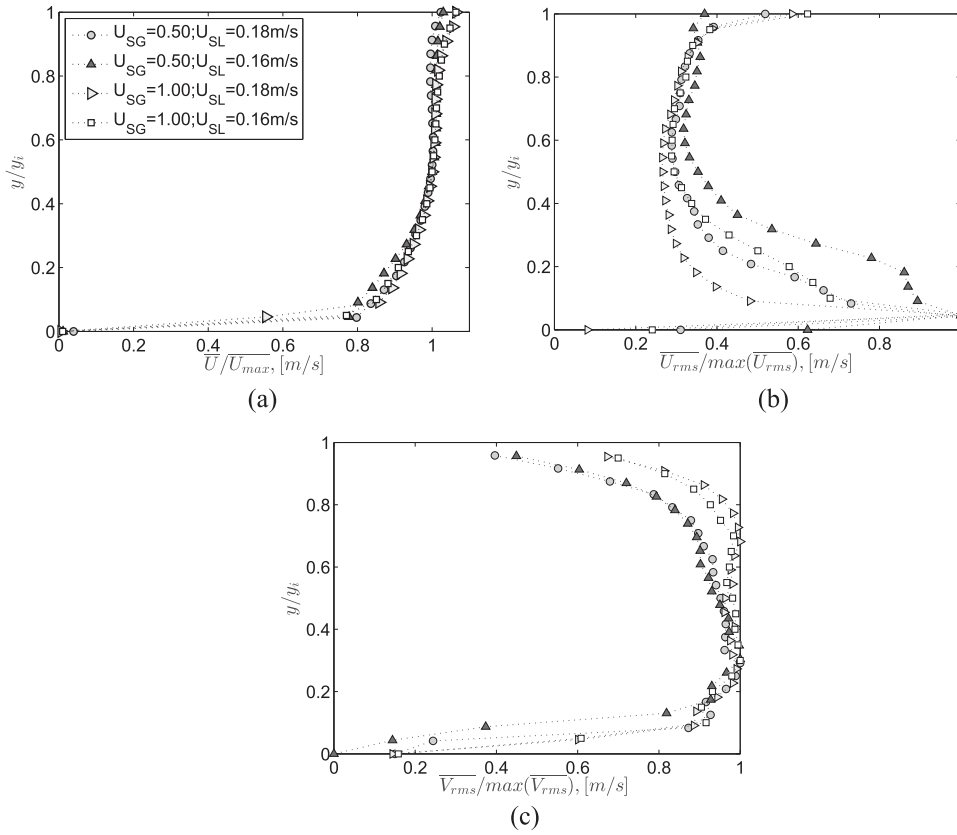 1
0.8
0.6
0.4
0.2
0
y/y_i
U_SG=0.50;U_SL=0.18m/s
U_SG=0.50;U_SL=0.16m/s
U_SG=1.00;U_SL=0.18m/s
U_SG=1.00;U_SL=0.16m/s
0 0.2 0.4 0.6 0.8 1
U̅/U̅_max, [m/s]
(a)
1
0.8
0.6
0.4
0.2
0
y/y_i
0 0.2 0.4 0.6 0.8
U_rms/max(U_rms), [m/s]
(b)
1
0.8
0.6
0.4
0.2
0
y/y_i
0 0.2 0.4 0.6 0.8 1
V_rms/max(V_rms), [m/s]
(c)